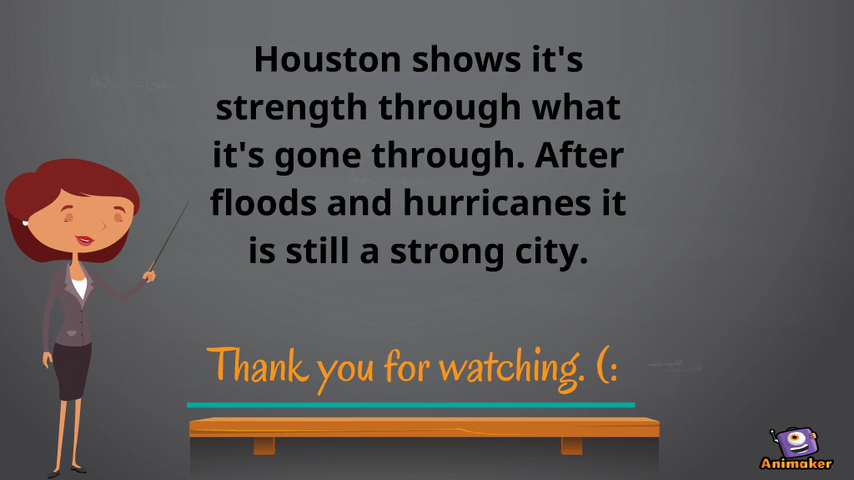 Houston shows it's
strength through what
it's gone through. After
floods and hurricanes it
is still a strong city.
Thank you for watching. (:
Animaker